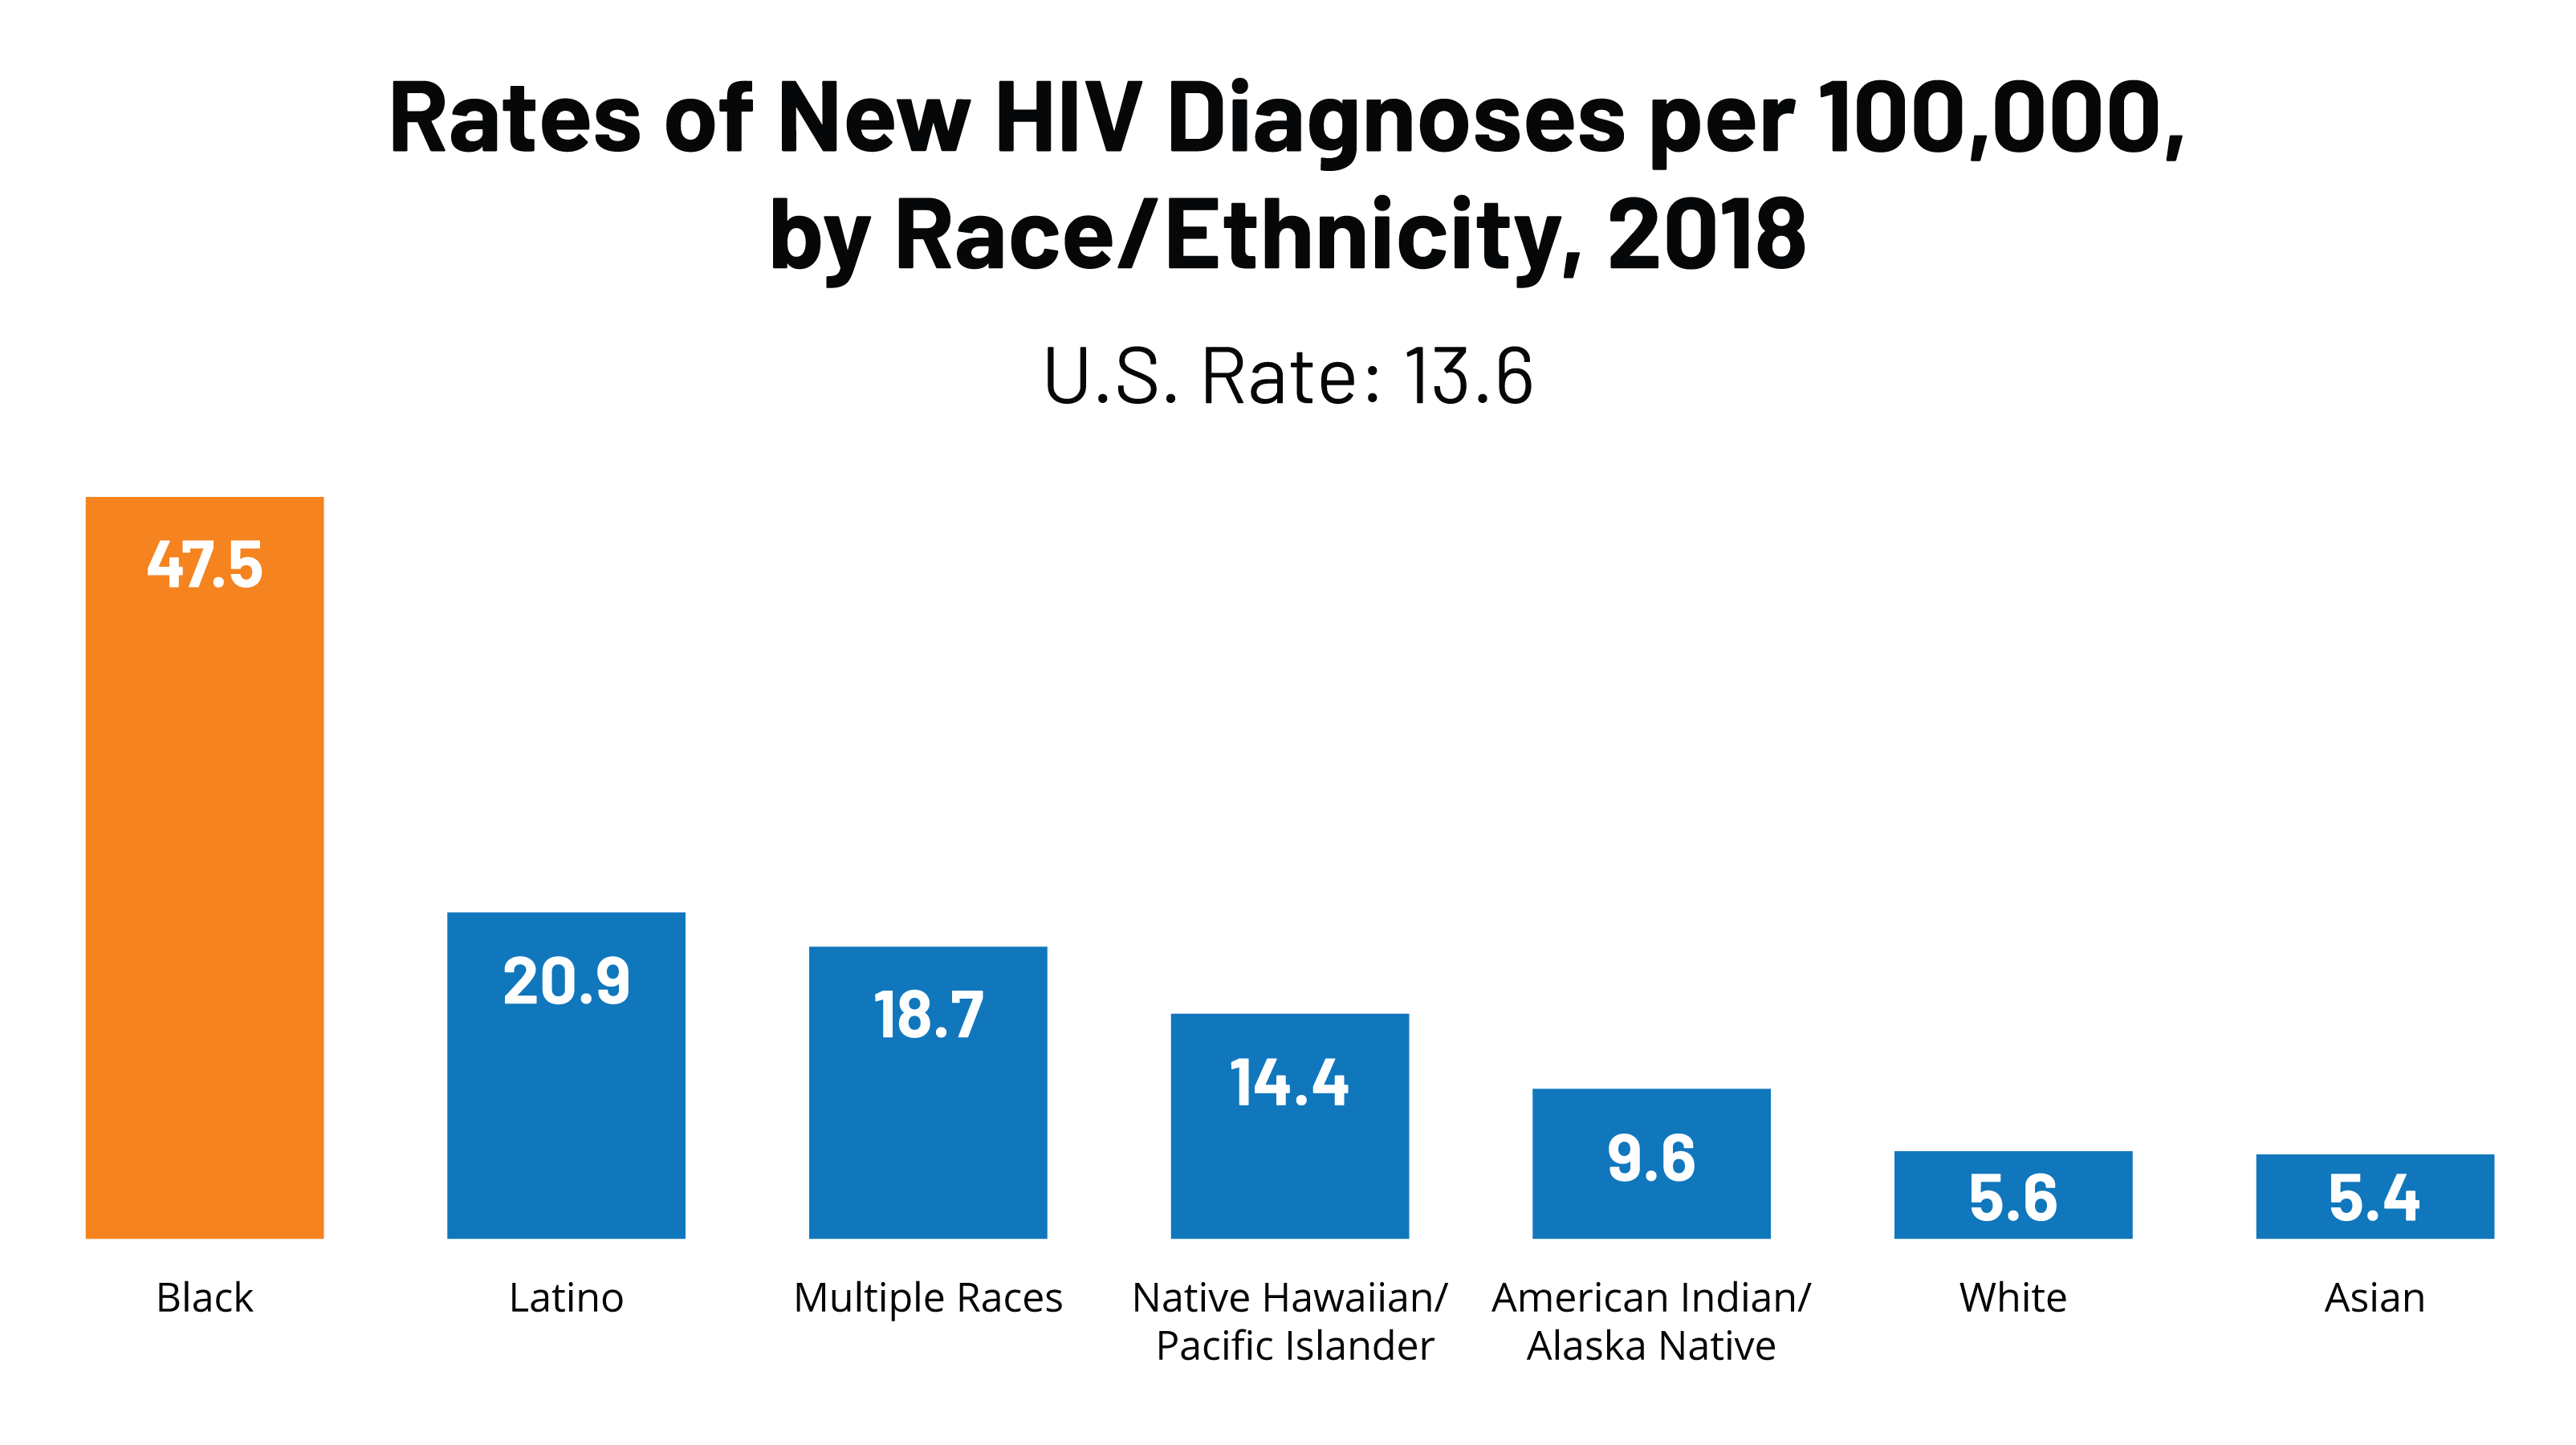 Rates of New HIV Diagnoses per 100,000,
by Race/Ethnicity, 2018
U.S. Rate: 13.6
47.5
20.9
18.7
14.4
9.6
5.6
5.4
Black
Latino
Multiple Races
Native Hawaiian/
Pacific Islander
American Indian/
Alaska Native
White
Asian